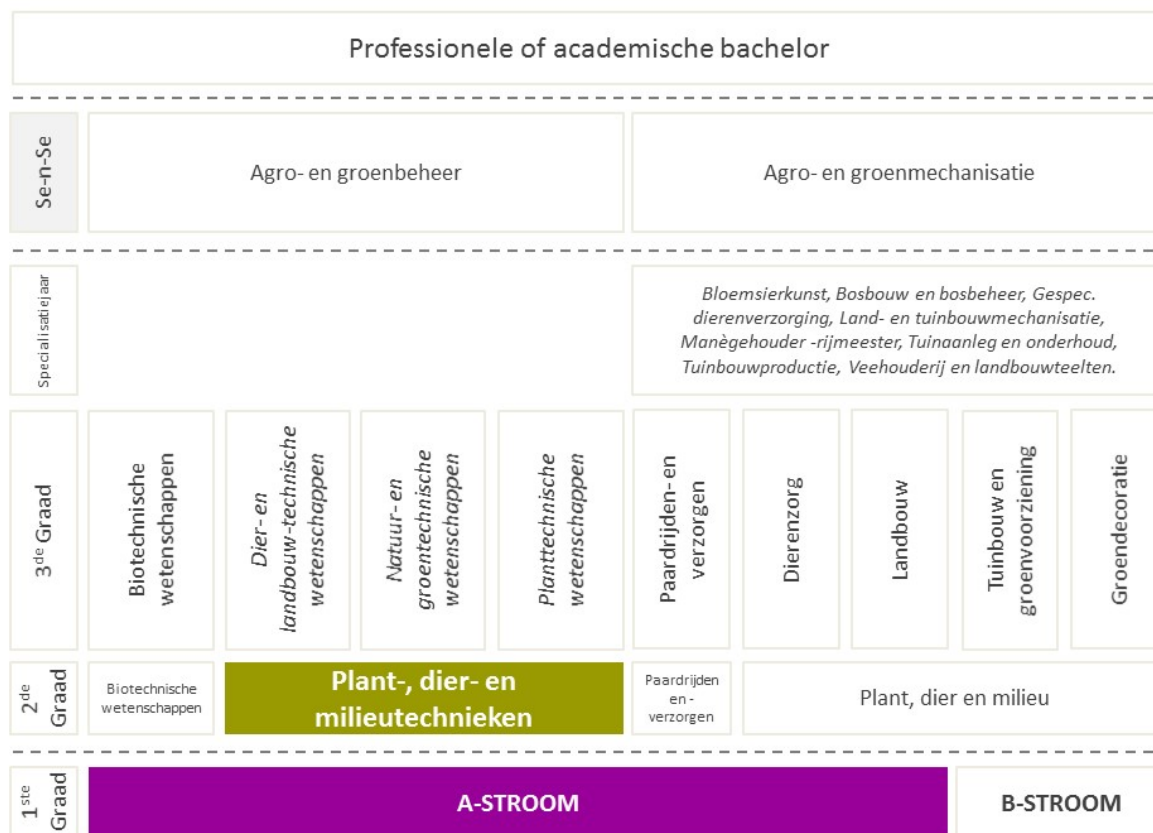 Professionele of academische bachelor
Se-n-Se
Agro- en groenbeheer
Agro- en groenmechanisatie
Specialisatiejaar
Bloemsierkunst, Bosbouw en bosbeheer, Gespec.
dierenverzorging, Land- en tuinbouwmechanisatie,
Manègehouder -rijmeester, Tuinaanleg en onderhoud,
Tuinbouwproductie, Veehouderij en landbouwteelten.
3de Graad
Biotechnische
wetenschappen
Dier- en
landbouw-technische
wetenschappen
Natuur- en
groentechnische
wetenschappen
Planttechnische
wetenschappen
Paardrijden- en
verzorgen
Dierenzorg
Landbouw
Tuinbouw en
groenvoorziening
Groendecoratie
2de
Graad
Biotechnische
wetenschappen
Plant-, dier- en
milieutechnieken
Paardrijden
en -
verzorgen
Plant, dier en milieu
1ste
Graad
A-STROOM
B-STROOM